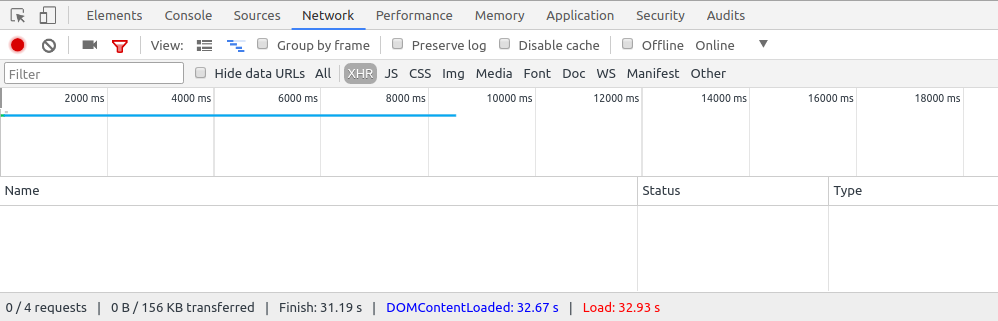 Elements Console Sources Network Performance Memory Application Security Audits
View: Group by frame Preserve log Disable cache Offline Online
Filter Hide data URLs All XHR JS CSS Img Media Font Doc WS Manifest Other
2000 ms 4000 ms 6000 ms 8000 ms 10000 ms 12000 ms 14000 ms 16000 ms 18000 ms
Name Status Type
0 / 4 requests | 0 B / 156 KB transferred | Finish: 31.19 s | DOMContentLoaded: 32.67 s | Load: 32.93 s